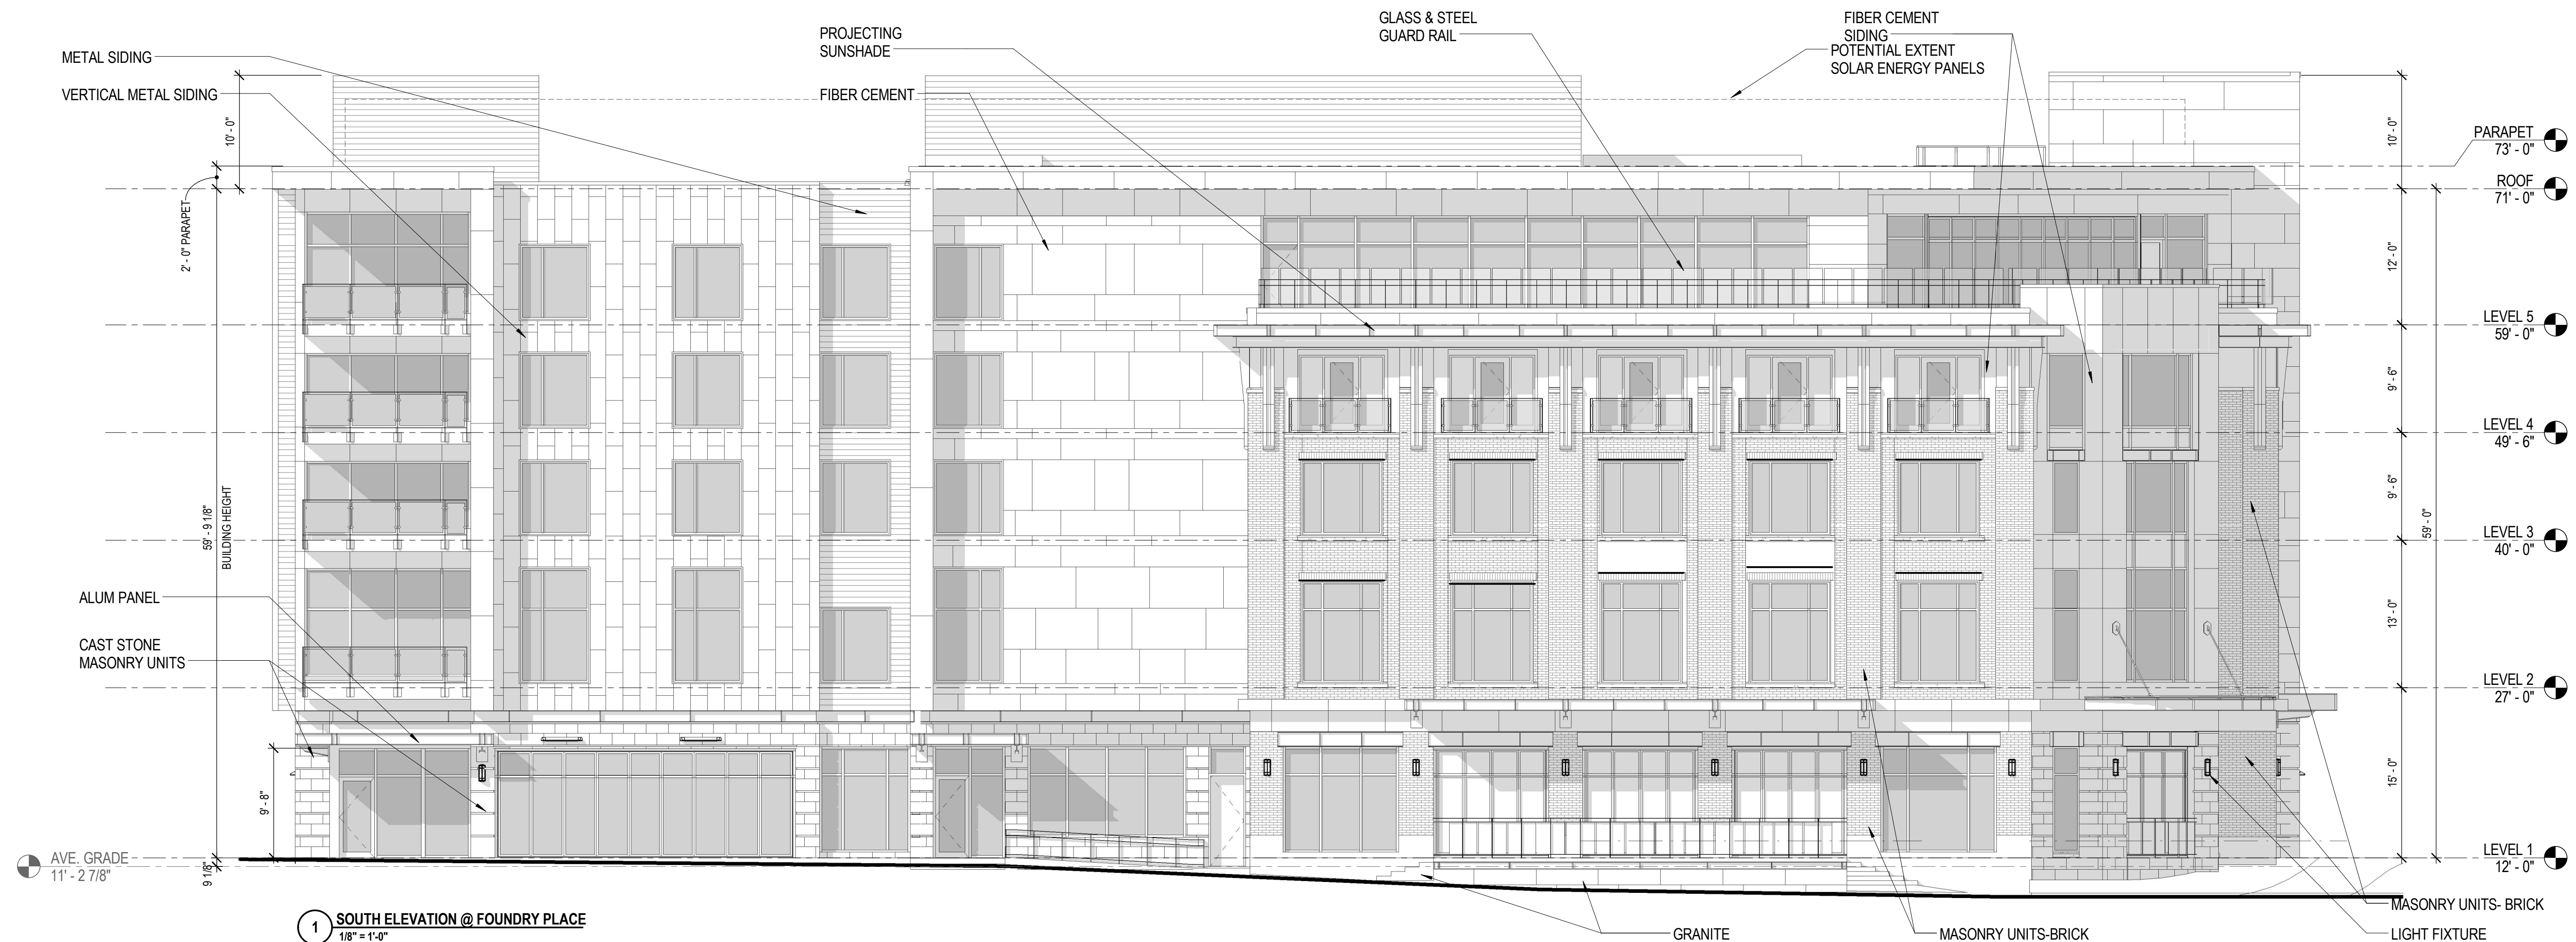 GLASS & STEEL
GUARD RAIL
FIBER CEMENT
SIDING
POTENTIAL EXTENT
SOLAR ENERGY PANELS
PROJECTING
SUNSHADE
METAL SIDING
VERTICAL METAL SIDING
FIBER CEMENT
10' - 0"
10' - 0"
PARAPET
73' - 0"
ROOF
71' - 0"
2' - 0" PARAPET
12' - 0"
LEVEL 5
59' - 0"
9' - 6"
LEVEL 4
49' - 6"
9' - 6"
59' - 9 1/8"
BUILDING HEIGHT
59' - 0"
LEVEL 3
40' - 0"
ALUM PANEL
13' - 0"
CAST STONE
MASONRY UNITS
LEVEL 2
27' - 0"
9' - 8"
15' - 0"
AVE. GRADE
11' - 2 7/8"
9 1/8"
LEVEL 1
12' - 0"
MASONRY UNITS- BRICK
1
SOUTH ELEVATION @ FOUNDRY PLACE
1/8" = 1'-0"
GRANITE
MASONRY UNITS-BRICK
LIGHT FIXTURE